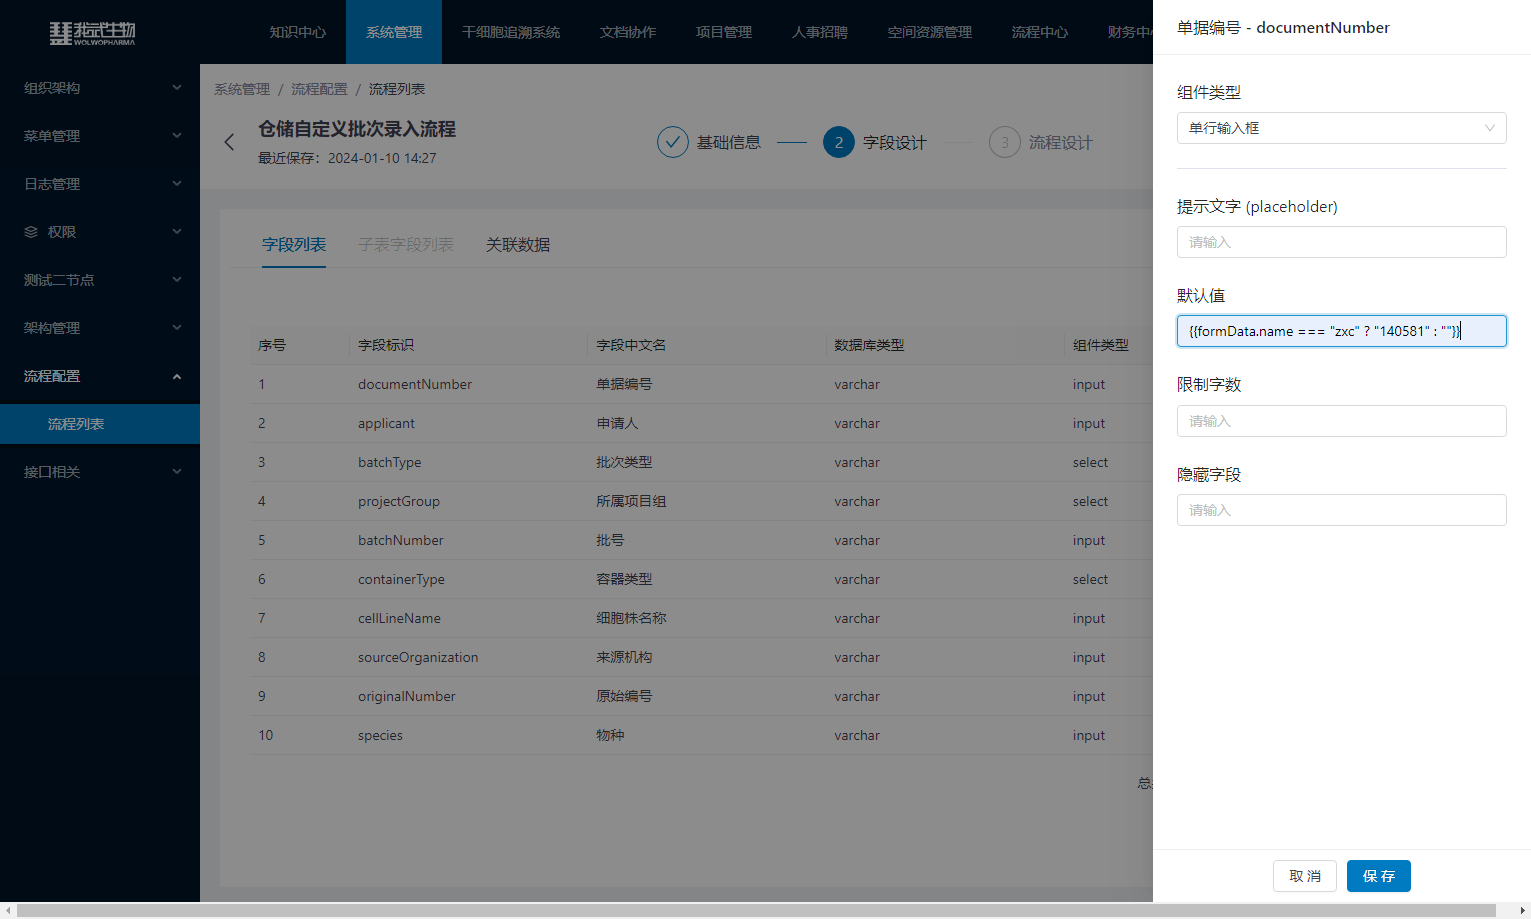 我武生物
WOLWOPHARMA
知识中心
系统管理
干细胞追溯系统
文档协作
项目管理
人事招聘
空间资源管理
流程中心
财务中
组织架构
菜单管理
日志管理
权限
测试二节点
架构管理
流程配置
流程列表
接口相关
系统管理 / 流程配置 / 流程列表
仓储自定义批次录入流程
最近保存：2024-01-10 14:27
基础信息
2 字段设计
3 流程设计
字段列表 子表字段列表 关联数据
序号 字段标识 字段中文名 数据库类型 组件类型
1 documentNumber 单据编号 varchar input
2 applicant 申请人 varchar input
3 batchType 批次类型 varchar select
4 projectGroup 所属项目组 varchar select
5 batchNumber 批号 varchar input
6 containerType 容器类型 varchar select
7 cellLineName 细胞株名称 varchar input
8 sourceOrganization 来源机构 varchar input
9 originalNumber 原始编号 varchar input
10 species 物种 varchar input
总
单据编号 - documentNumber
组件类型
单行输入框
提示文字 (placeholder)
请输入
默认值
{{formData.name === "zxc" ? "140581" : ""}}
限制字数
请输入
隐藏字段
请输入
取 消
保 存